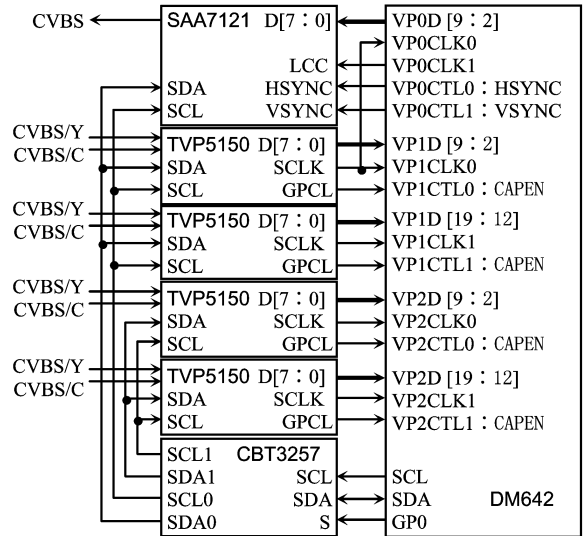 CVBS SAA7121 D[7：0] VP0D [9：2]
VP0CLK0
LCC VP0CLK1
SDA HSYNC VP0CTL0：HSYNC
SCL VSYNC VP0CTL1：VSYNC
CVBS/Y TVP5150 D[7：0] VP1D [9：2]
CVBS/C SDA SCLK VP1CLK0
SCL GPCL VP1CTL0：CAPEN
CVBS/Y TVP5150 D[7：0] VP1D [19：12]
CVBS/C SDA SCLK VP1CLK1
SCL GPCL VP1CTL1：CAPEN
CVBS/Y TVP5150 D[7：0] VP2D [9：2]
CVBS/C SDA SCLK VP2CLK0
SCL GPCL VP2CTL0：CAPEN
CVBS/Y TVP5150 D[7：0] VP2D [19：12]
CVBS/C SDA SCLK VP2CLK1
SCL GPCL VP2CTL1：CAPEN
SCL1 CBT3257
SDA1 SCL SCL
SCL0 SDA SDA DM642
SDA0 S GP0